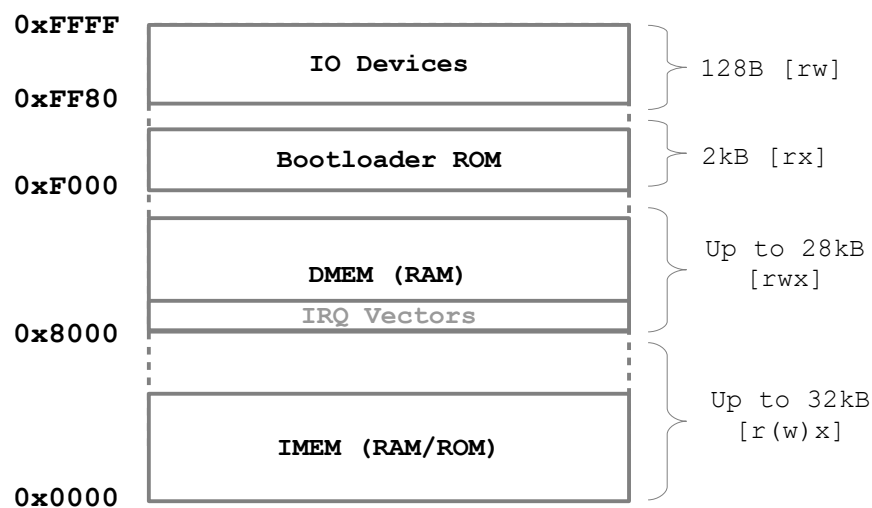 0xFFFF
IO Devices
128B [rw]
0xFF80
Bootloader ROM
2kB [rx]
0xF000
Up to 28kB
[rwx]
DMEM (RAM)
IRQ Vectors
0x8000
Up to 32kB
[r(w)x]
IMEM (RAM/ROM)
0x0000